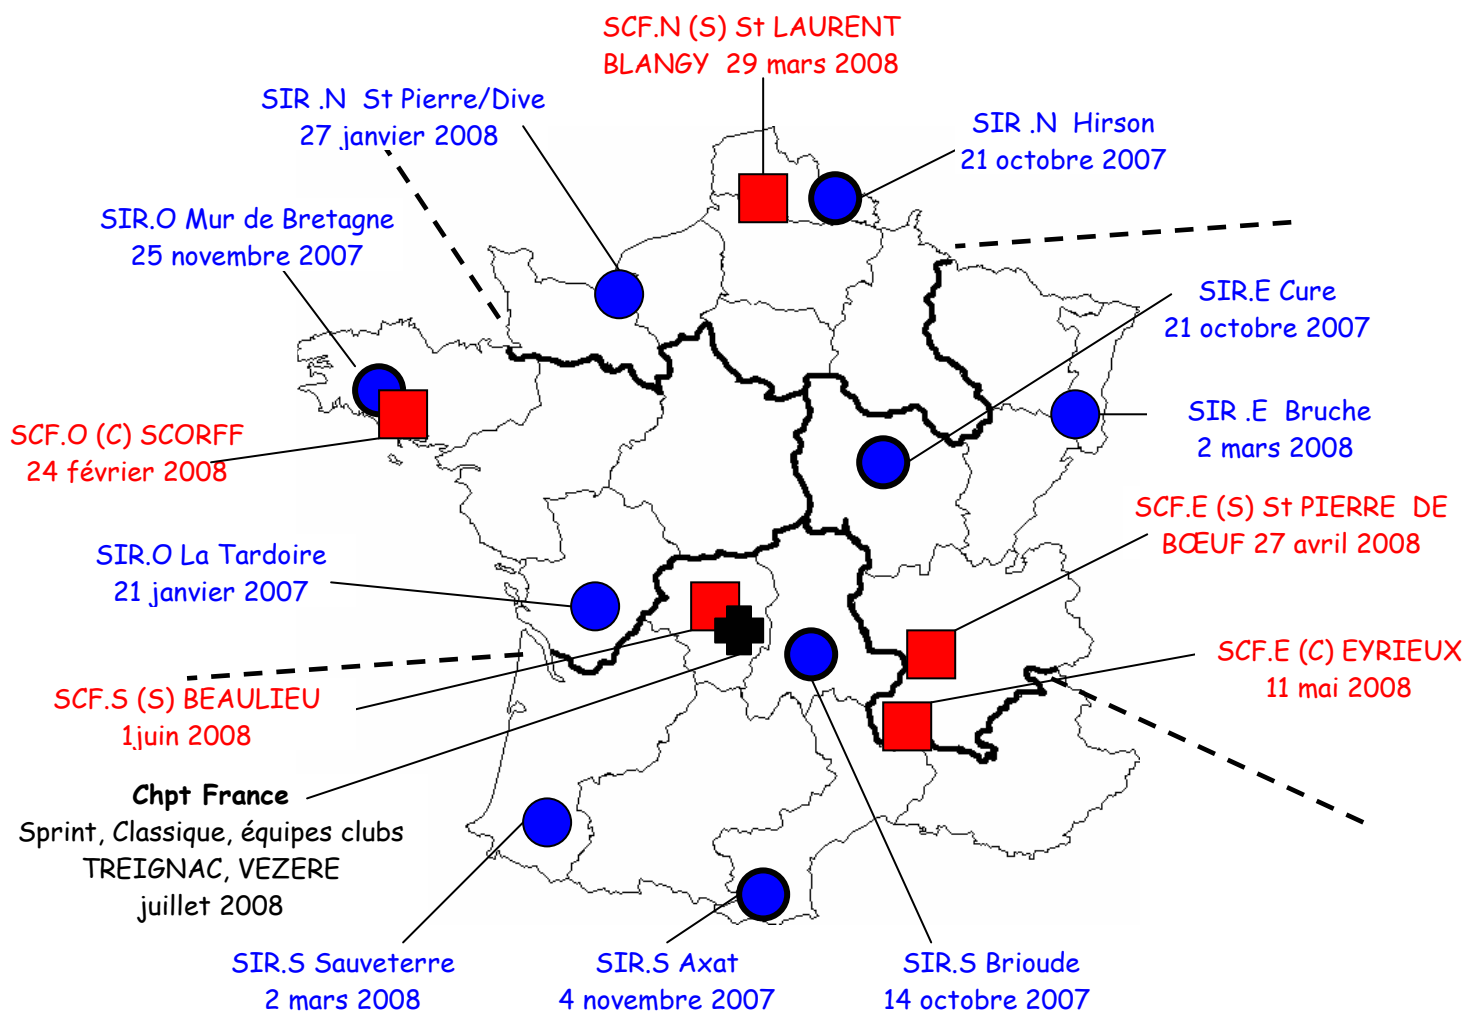 SCF.N (S) St LAURENT
BLANGY 29 mars 2008
SIR .N St Pierre/Dive
27 janvier 2008
SIR .N Hirson
21 octobre 2007
SIR.O Mur de Bretagne
25 novembre 2007
SIR.E Cure
21 octobre 2007
SCF.O (C) SCORFF
24 février 2008
SIR .E Bruche
2 mars 2008
SCF.E (S) St PIERRE DE
BŒUF 27 avril 2008
SIR.O La Tardoire
21 janvier 2007
SCF.E (C) EYRIEUX
11 mai 2008
SCF.S (S) BEAULIEU
1juin 2008
Chpt France
Sprint, Classique, équipes clubs
TREIGNAC, VEZERE
juillet 2008
SIR.S Sauveterre
2 mars 2008
SIR.S Axat
4 novembre 2007
SIR.S Brioude
14 octobre 2007